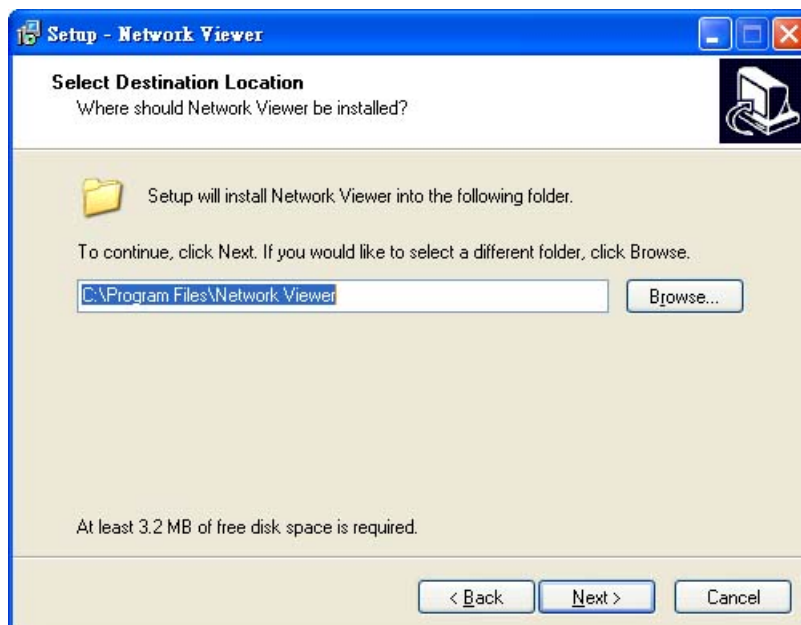 Setup - Network Viewer
Select Destination Location
Where should Network Viewer be installed?
Setup will install Network Viewer into the following folder.
To continue, click Next. If you would like to select a different folder, click Browse.
C:\Program Files\Network Viewer
Browse...
At least 3.2 MB of free disk space is required.
< Back
Next >
Cancel